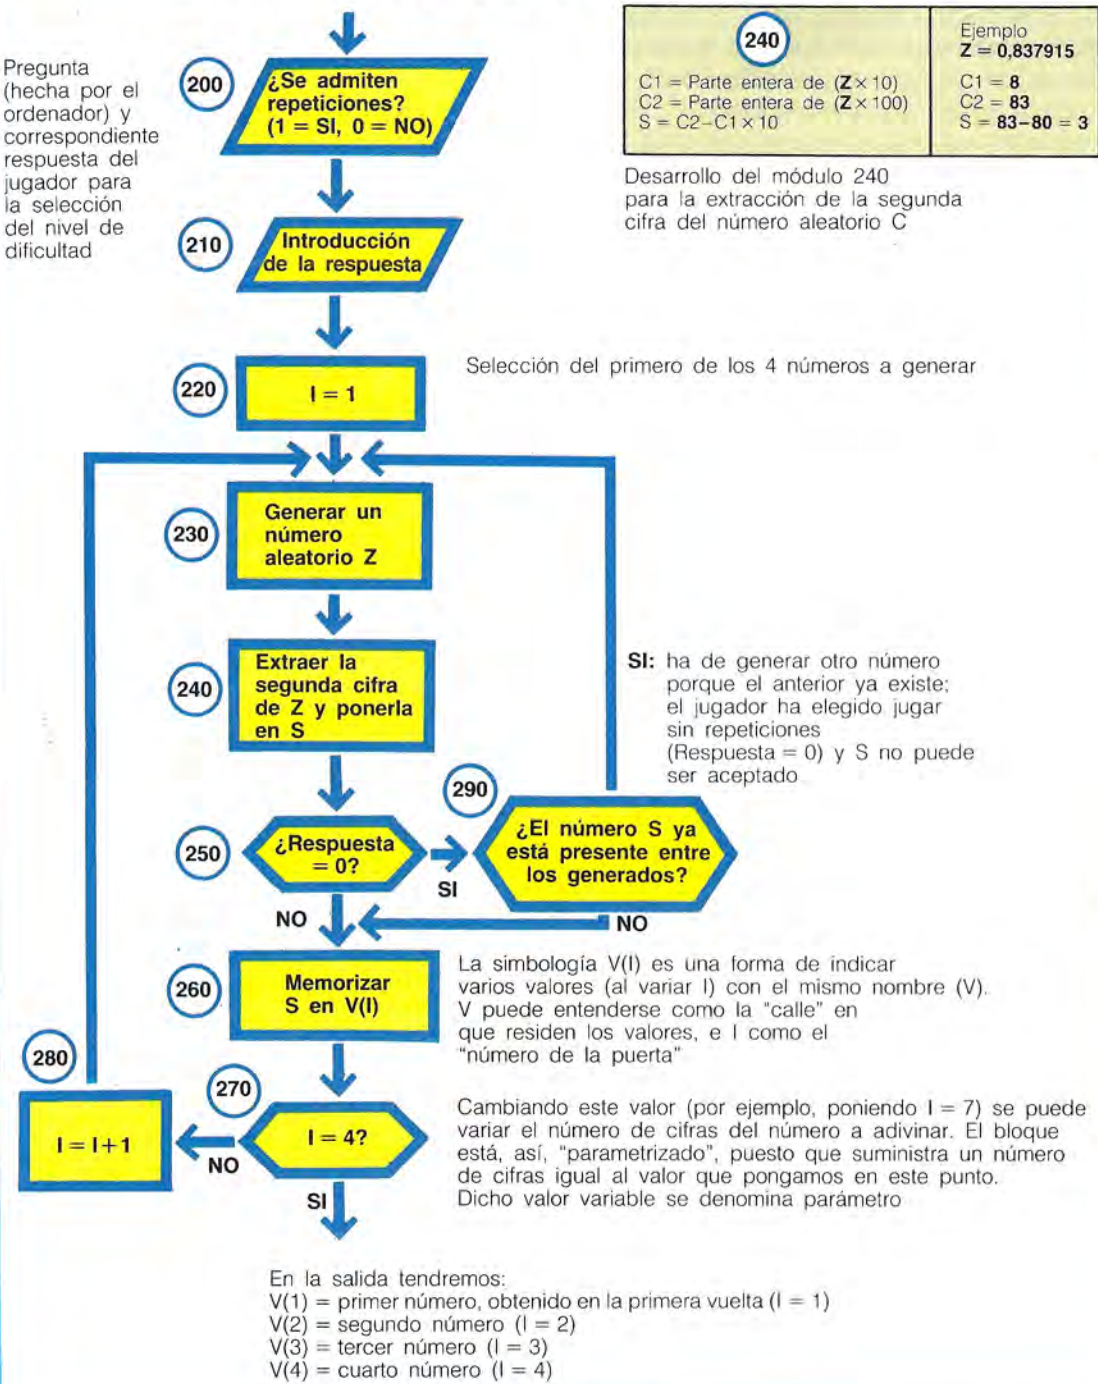 Pregunta
(hecha por el
ordenador) y
correspondiente
respuesta del
jugador para
la selección
del nivel de
dificultad
200
¿Se admiten
repeticiones?
(1 = SI, 0 = NO)
240
C1 = Parte entera de (Z × 10)
C2 = Parte entera de (Z × 100)
S = C2–C1 × 10
Ejemplo
Z = 0,837915
C1 = 8
C2 = 83
S = 83–80 = 3
Desarrollo del módulo 240
para la extracción de la segunda
cifra del número aleatorio C
210
Introducción
de la respuesta
220
I = 1
Selección del primero de los 4 números a generar
230
Generar un
número
aleatorio Z
240
Extraer la
segunda cifra
de Z y ponerla
en S
SI: ha de generar otro número
porque el anterior ya existe;
el jugador ha elegido jugar
sin repeticiones
(Respuesta = 0) y S no puede
ser aceptado
250
¿Respuesta
= 0?
SI
NO
290
¿El número S ya
está presente entre
los generados?
NO
260
Memorizar
S en V(I)
La simbología V(I) es una forma de indicar
varios valores (al variar I) con el mismo nombre (V).
V puede entenderse como la "calle" en
que residen los valores, e I como el
"número de la puerta"
280
I = I+1
270
I = 4?
NO
SI
Cambiando este valor (por ejemplo, poniendo I = 7) se puede
variar el número de cifras del número a adivinar. El bloque
está, así, "parametrizado", puesto que suministra un número
de cifras igual al valor que pongamos en este punto.
Dicho valor variable se denomina parámetro
En la salida tendremos:
V(1) = primer número, obtenido en la primera vuelta (I = 1)
V(2) = segundo número (I = 2)
V(3) = tercer número (I = 3)
V(4) = cuarto número (I = 4)